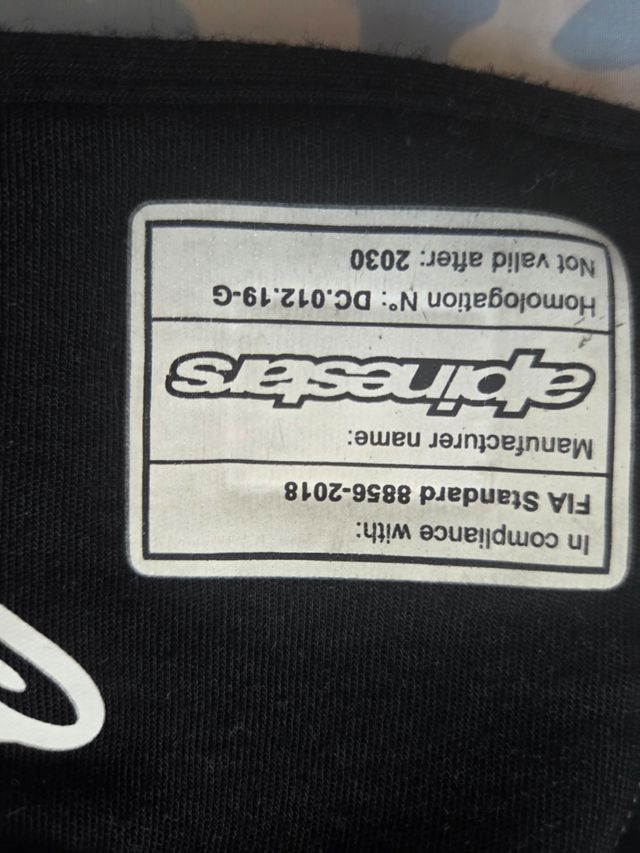 In compliance with:
FIA Standard 8856-2018
Manufacturer name:
alpinestars
Homologation N°: DC.012.19-G
Not valid after: 2030